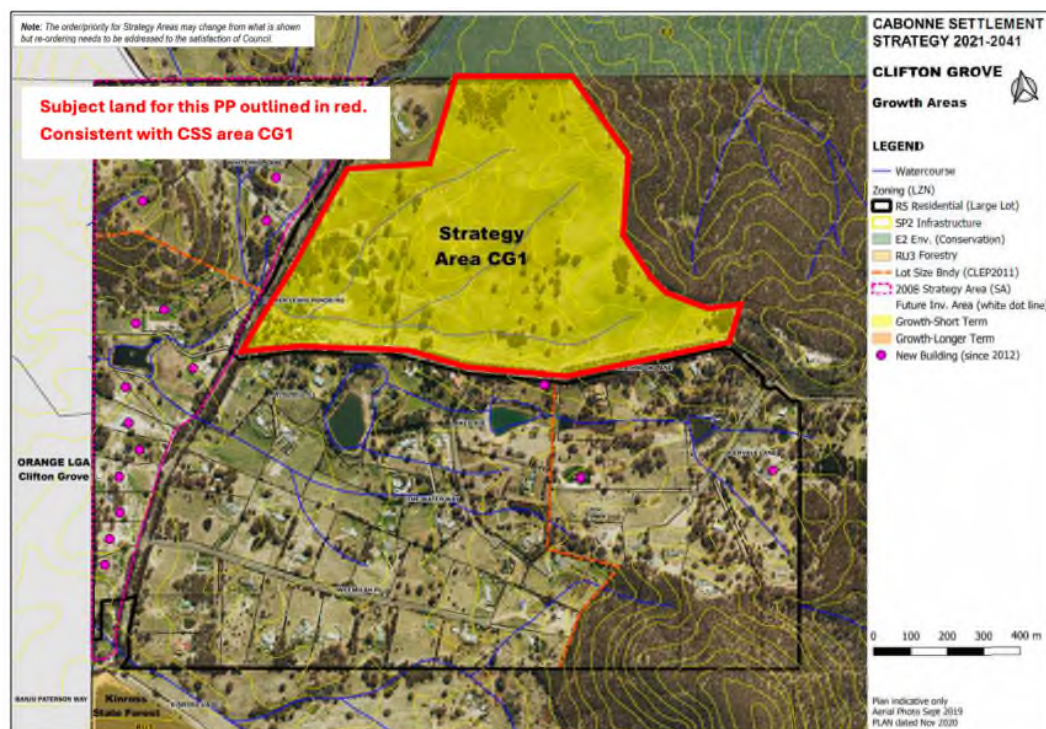 Note: The order/priority for Strategy Areas may change from what is shown
but re-ordering needs to be addressed to the satisfaction of Council.
Subject land for this PP outlined in red.
Consistent with CSS area CG1
Strategy
Area CG1
ORANGE LGA
Clifton Grove
THE WATER WAY
WEEMILAH PL
BANJO PATERSON WAY
Kinross
State Forest
RU3
CABONNE SETTLEMENT
STRATEGY 2021-2041
CLIFTON GROVE
Growth Areas
LEGEND
Watercourse
Zoning (LZN)
R5 Residential (Large Lot)
SP2 Infrastructure
E2 Env. (Conservation)
RU3 Forestry
Lot Size Bndy (CLEP2011)
2008 Strategy Area (SA)
Future Inv. Area (white dot line)
Growth-Short Term
Growth-Longer Term
New Building (since 2012)
0 100 200 300 400 m
Plan indicative only
Aerial Photo Sept 2019
PLAN dated Nov 2020